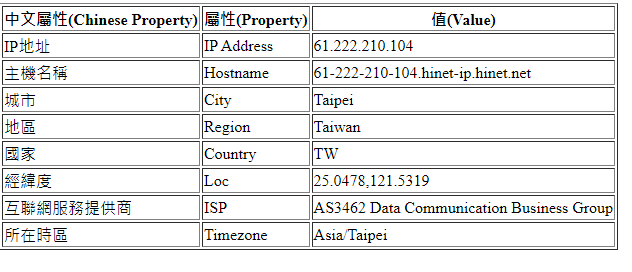 中文屬性(Chinese Property) 屬性(Property) 值(Value)
IP地址 IP Address 61.222.210.104
主機名稱 Hostname 61-222-210-104.hinet-ip.hinet.net
城市 City Taipei
地區 Region Taiwan
國家 Country TW
經緯度 Loc 25.0478,121.5319
互聯網服務提供商 ISP AS3462 Data Communication Business Group
所在時區 Timezone Asia/Taipei